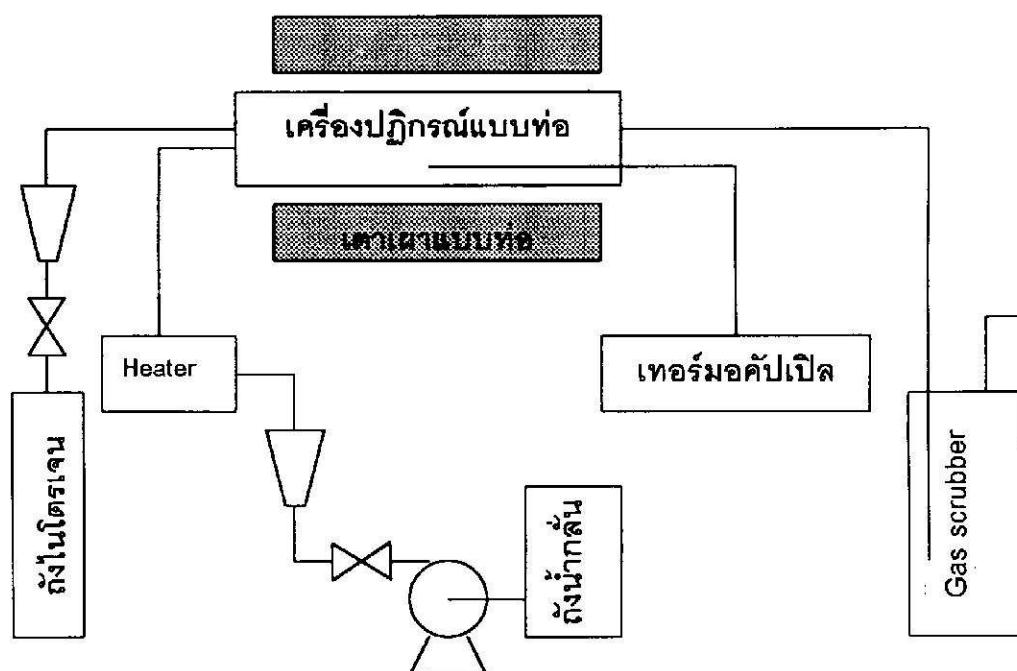 เครื่องปฏิกรณ์แบบท่อ
เตาเผาแบบท่อ
Heater
เทอร์มอคัปเปิล
ถังไนโตรเจน
ถังน้ำกลั่น
Gas scrubber